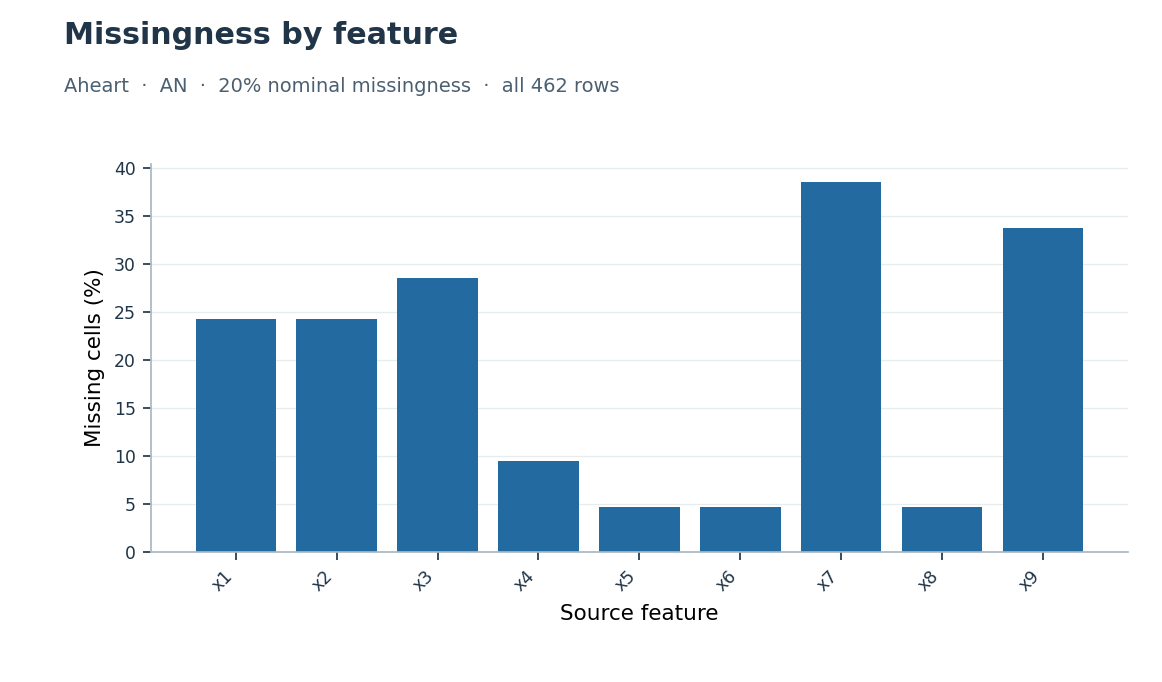 Missingness by feature
Aheart · AN · 20% nominal missingness · all 462 rows
40
35
30
25
20
15
10
5
0
Missing cells (%)
x1 x2 x3 x4 x5 x6 x7 x8 x9
Source feature